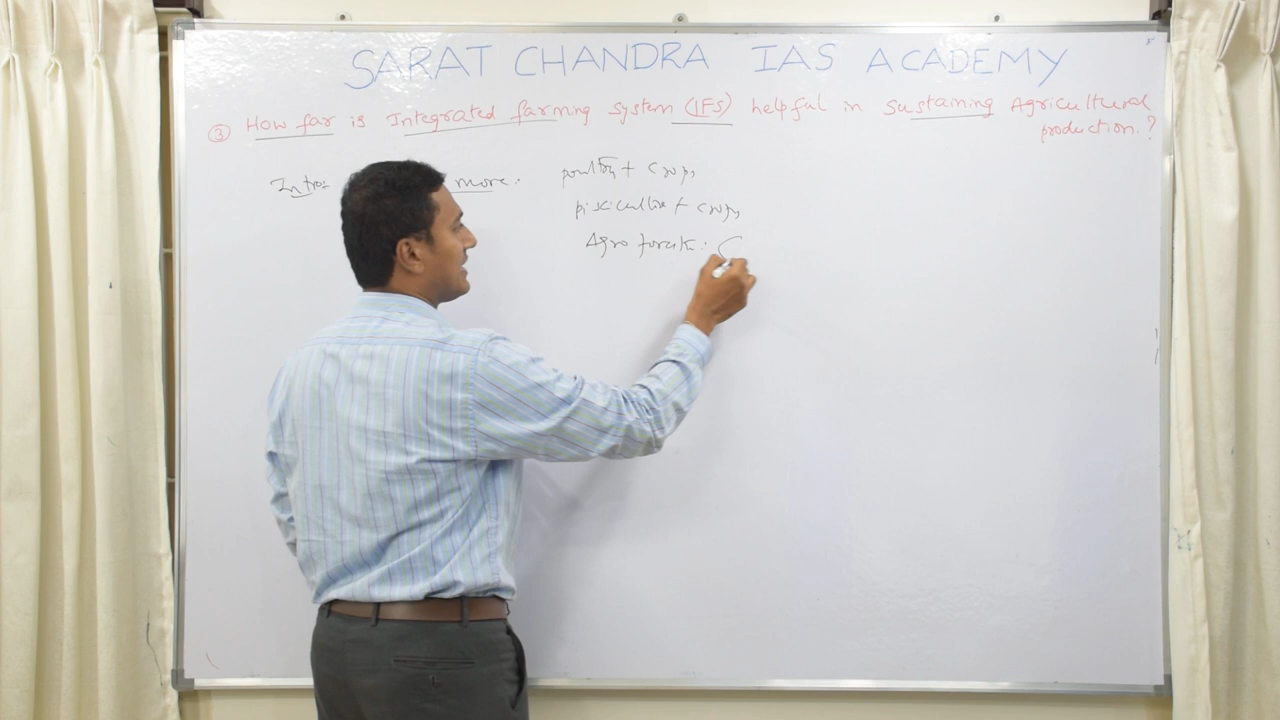 SARAT CHANDRA IAS ACADEMY
③ How far is Integrated farming system (IFS) helpful in sustaining Agricultural
production.?
Intro: more.
poultry + crops
pisciculture + crops
Agro forestry: (